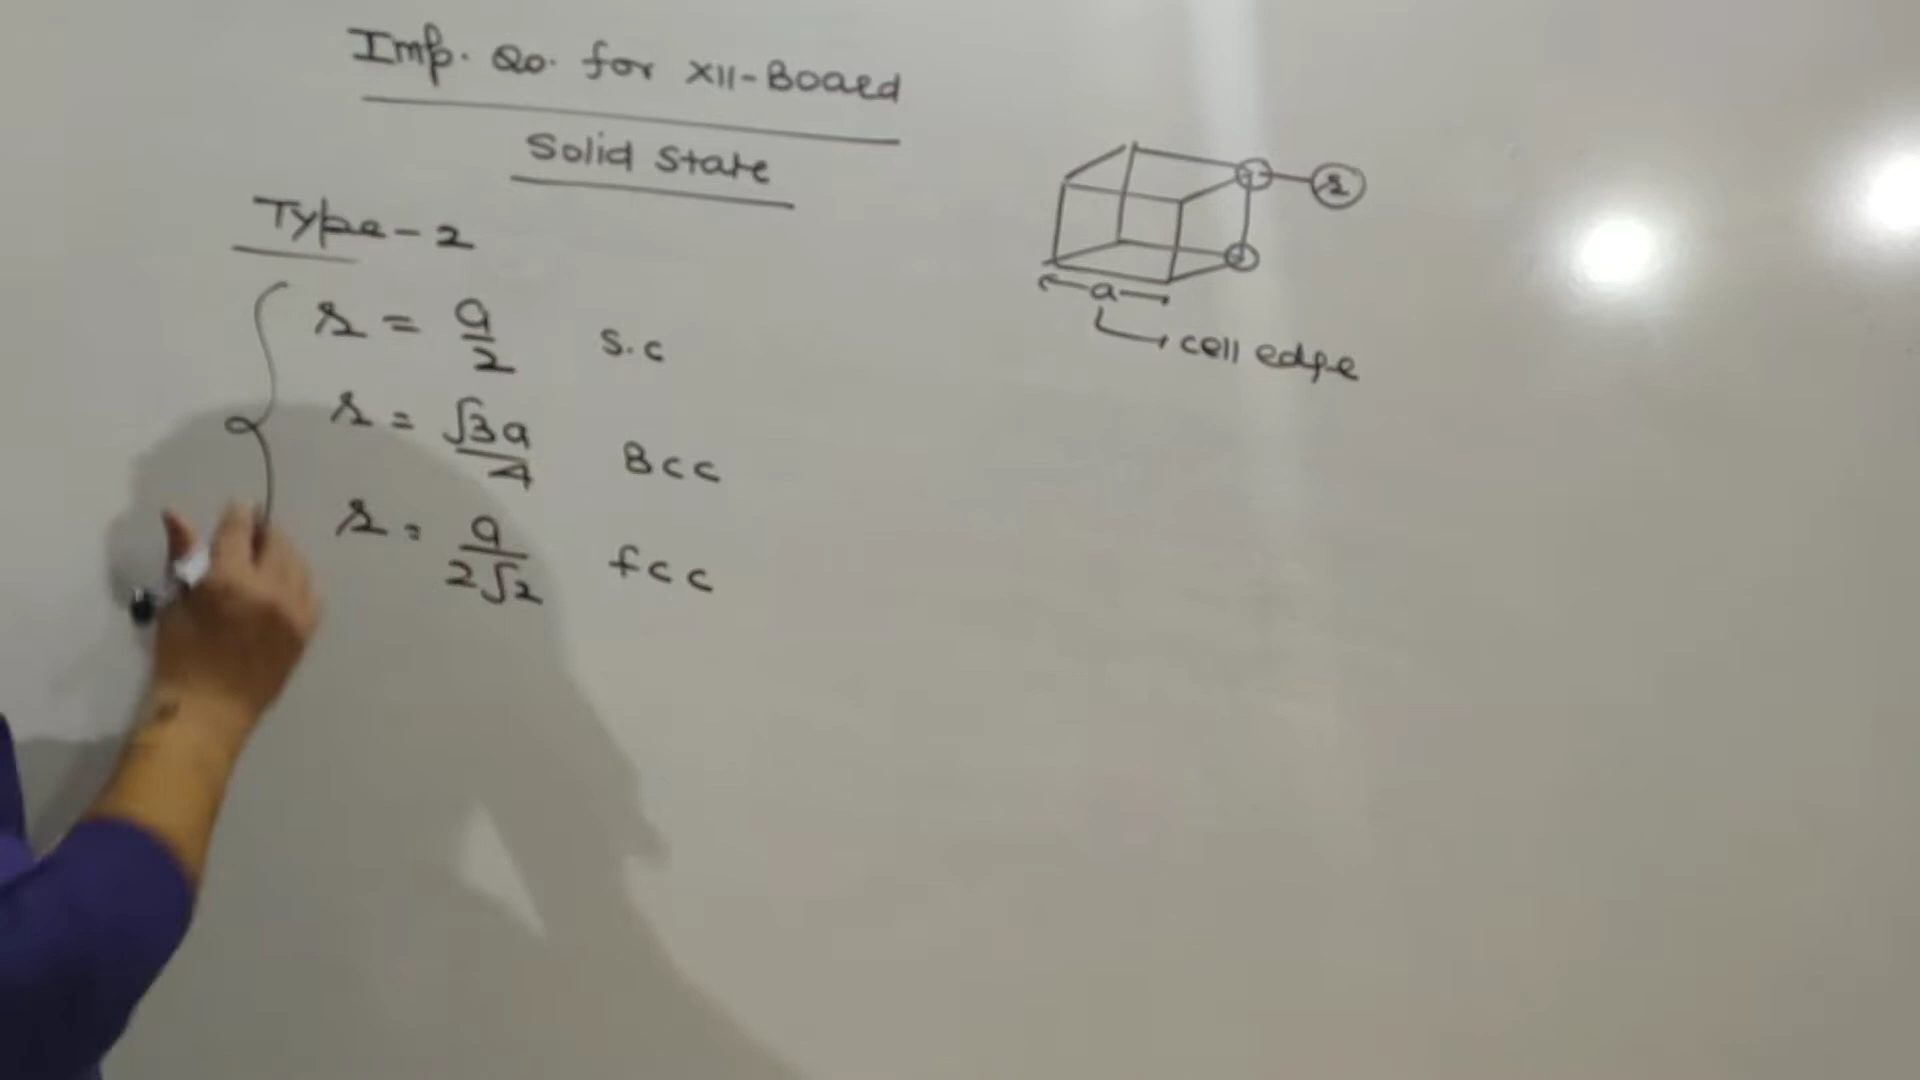 Imp. Qo. for XII-Board
Solid State
Type-2
r = a/2 S.C
r = √3a/4 BCC
r = a/2√2 fcc
r
a
cell edge